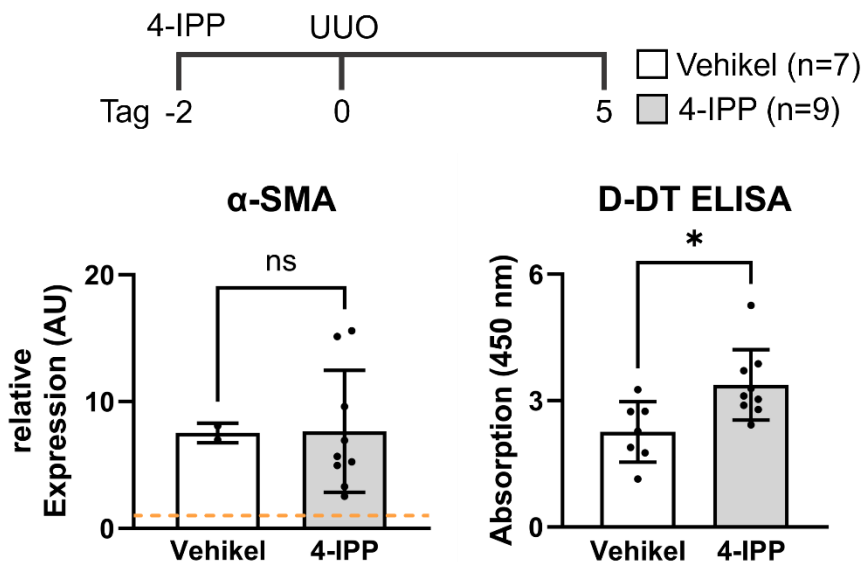 4-IPP UUO
Tag -2 0 5
Vehikel (n=7)
4-IPP (n=9)
α-SMA
ns
20
10
0
relative
Expression (AU)
Vehikel 4-IPP
D-DT ELISA
*
6
3
0
Absorption (450 nm)
Vehikel 4-IPP